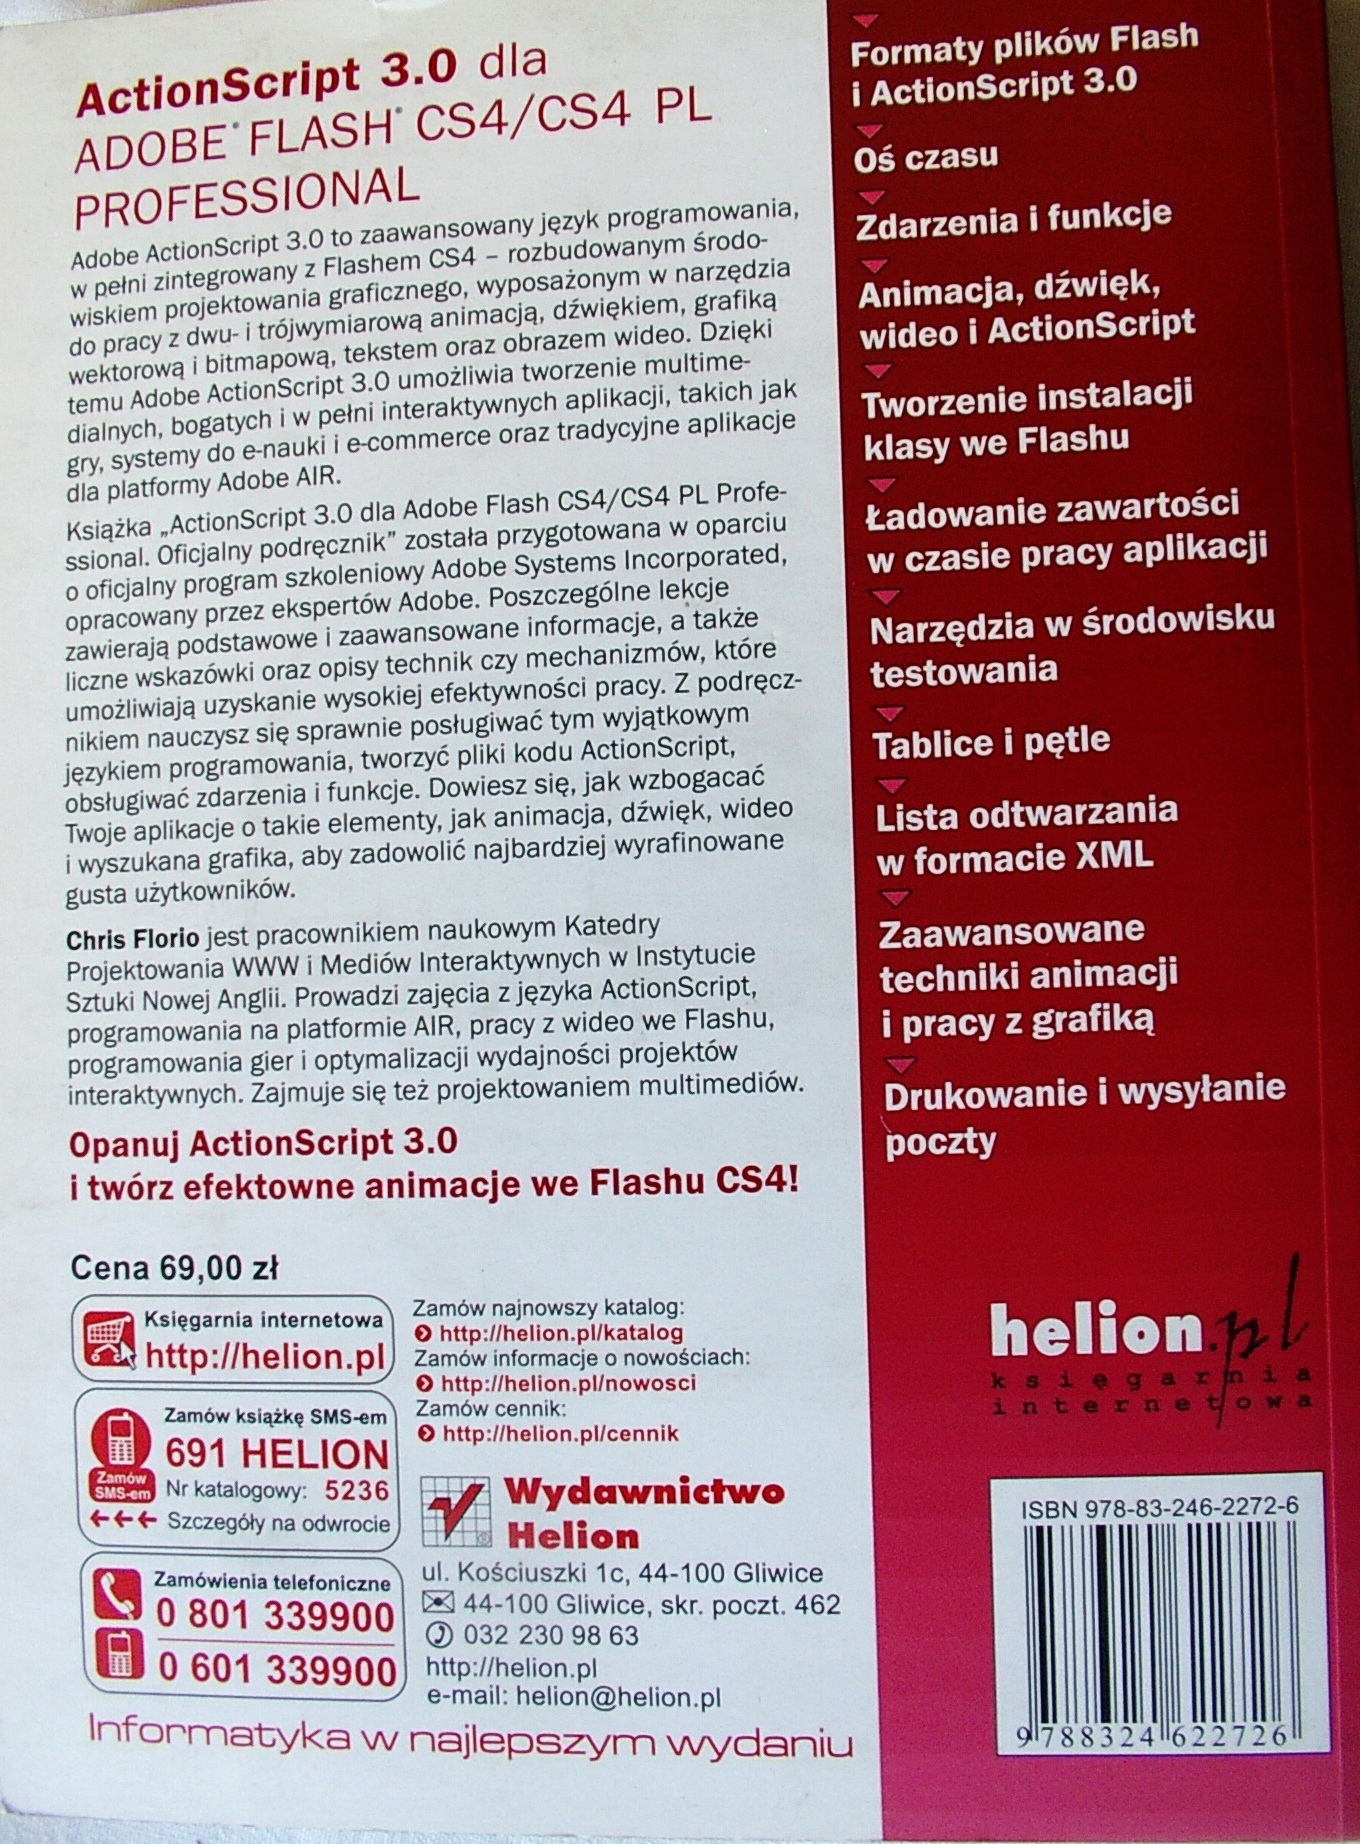 ActionScript 3.0 dla
ADOBE® FLASH® CS4/CS4 PL
PROFESSIONAL
Adobe ActionScript 3.0 to zaawansowany język programowania,
w pełni zintegrowany z Flashem CS4 – rozbudowanym środo-
wiskiem projektowania graficznego, wyposażonym w narzędzia
do pracy z dwu- i trójwymiarową animacją, dźwiękiem, grafiką
wektorową i bitmapową, tekstem oraz obrazem wideo. Dzięki
temu Adobe ActionScript 3.0 umożliwia tworzenie multime-
dialnych, bogatych i w pełni interaktywnych aplikacji, takich jak
gry, systemy do e-nauki i e-commerce oraz tradycyjne aplikacje
dla platformy Adobe AIR.
Książka „ActionScript 3.0 dla Adobe Flash CS4/CS4 PL Profe-
ssional. Oficjalny podręcznik” została przygotowana w oparciu
o oficjalny program szkoleniowy Adobe Systems Incorporated,
opracowany przez ekspertów Adobe. Poszczególne lekcje
zawierają podstawowe i zaawansowane informacje, a także
liczne wskazówki oraz opisy technik czy mechanizmów, które
umożliwiają uzyskanie wysokiej efektywności pracy. Z podręcz-
nikiem nauczysz się sprawnie posługiwać tym wyjątkowym
językiem programowania, tworzyć pliki kodu ActionScript,
obsługiwać zdarzenia i funkcje. Dowiesz się, jak wzbogacać
Twoje aplikacje o takie elementy, jak animacja, dźwięk, wideo
i wyszukana grafika, aby zadowolić najbardziej wyrafinowane
gusta użytkowników.
Chris Florio jest pracownikiem naukowym Katedry
Projektowania WWW i Mediów Interaktywnych w Instytucie
Sztuki Nowej Anglii. Prowadzi zajęcia z języka ActionScript,
programowania na platformie AIR, pracy z wideo we Flashu,
programowania gier i optymalizacji wydajności projektów
interaktywnych. Zajmuje się też projektowaniem multimediów.
Opanuj ActionScript 3.0
i twórz efektowne animacje we Flashu CS4!
Cena 69,00 zł
Księgarnia internetowa
http://helion.pl
Zamów książkę SMS-em
691 HELION
Zamów
SMS-em
Nr katalogowy: 5236
Szczegóły na odwrocie
Zamówienia telefoniczne
0 801 339900
0 601 339900
Zamów najnowszy katalog:
http://helion.pl/katalog
Zamów informacje o nowościach:
http://helion.pl/nowosci
Zamów cennik:
http://helion.pl/cennik
Wydawnictwo
Helion
ul. Kościuszki 1c, 44-100 Gliwice
44-100 Gliwice, skr. poczt. 462
032 230 98 63
http://helion.pl
e-mail: helion@helion.pl
Informatyka w najlepszym wydaniu
Formaty plików Flash
i ActionScript 3.0
Oś czasu
Zdarzenia i funkcje
Animacja, dźwięk,
wideo i ActionScript
Tworzenie instalacji
klasy we Flashu
Ładowanie zawartości
w czasie pracy aplikacji
Narzędzia w środowisku
testowania
Tablice i pętle
Lista odtwarzania
w formacie XML
Zaawansowane
techniki animacji
i pracy z grafiką
Drukowanie i wysyłanie
poczty
helion.pl
księgarnia
internetowa
ISBN 978-83-246-2272-6
9 788324 622726